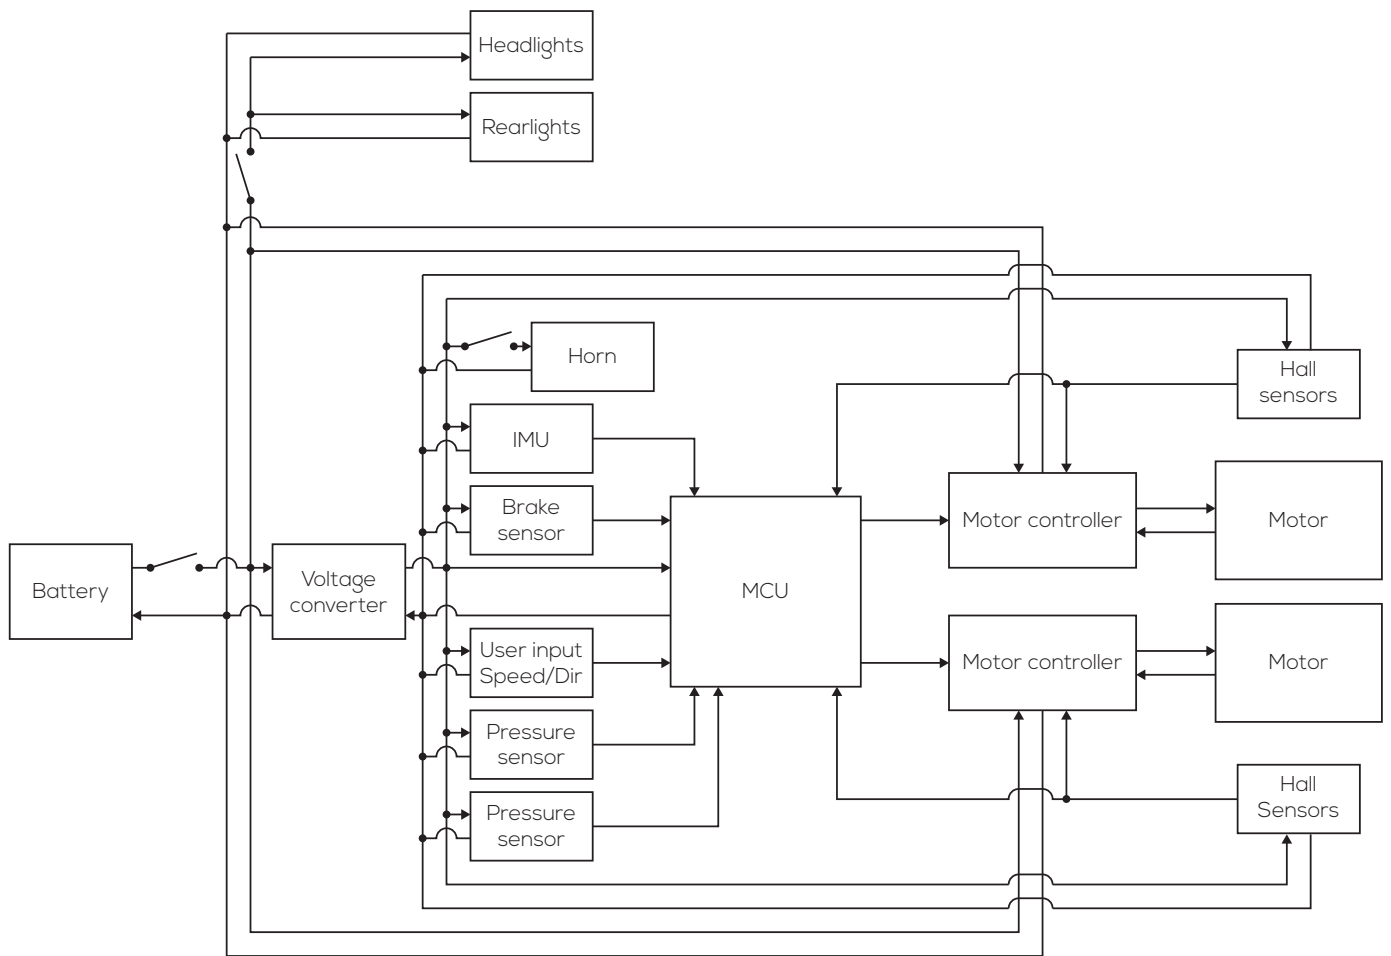 Headlights
Rearlights
Horn
Hall
sensors
IMU
Brake
sensor
Motor controller
Motor
Battery
Voltage
converter
MCU
User input
Speed/Dir
Motor controller
Motor
Pressure
sensor
Pressure
sensor
Hall
Sensors